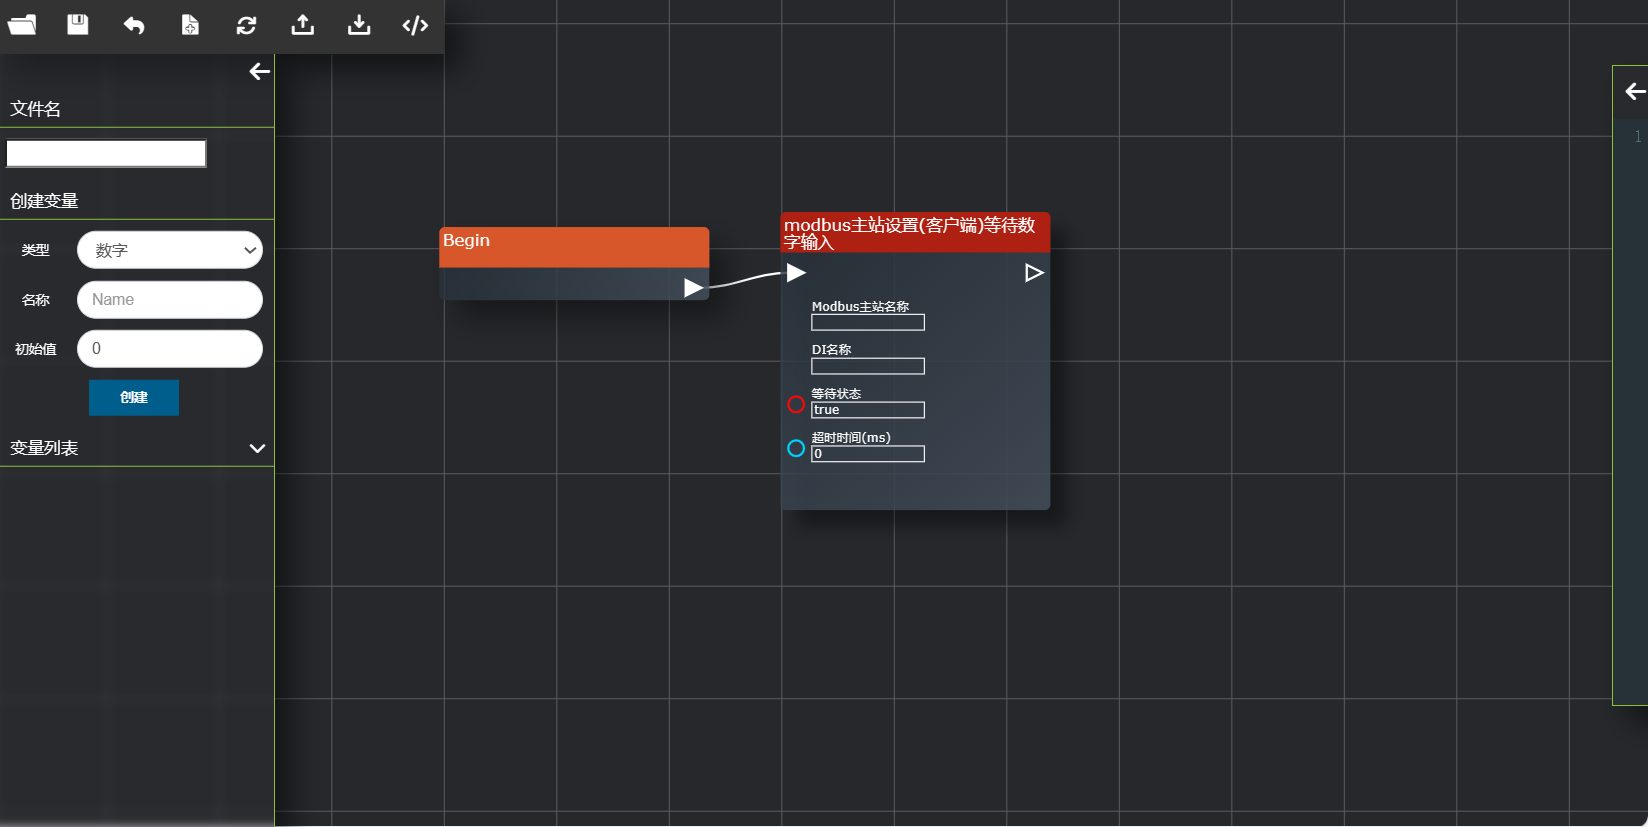 文件名
创建变量
类型
数字
名称
Name
初始值
0
创建
变量列表
Begin
modbus主站设置(客户端)等待数
字输入
Modbus主站名称
DI名称
等待状态
true
超时时间(ms)
0
1